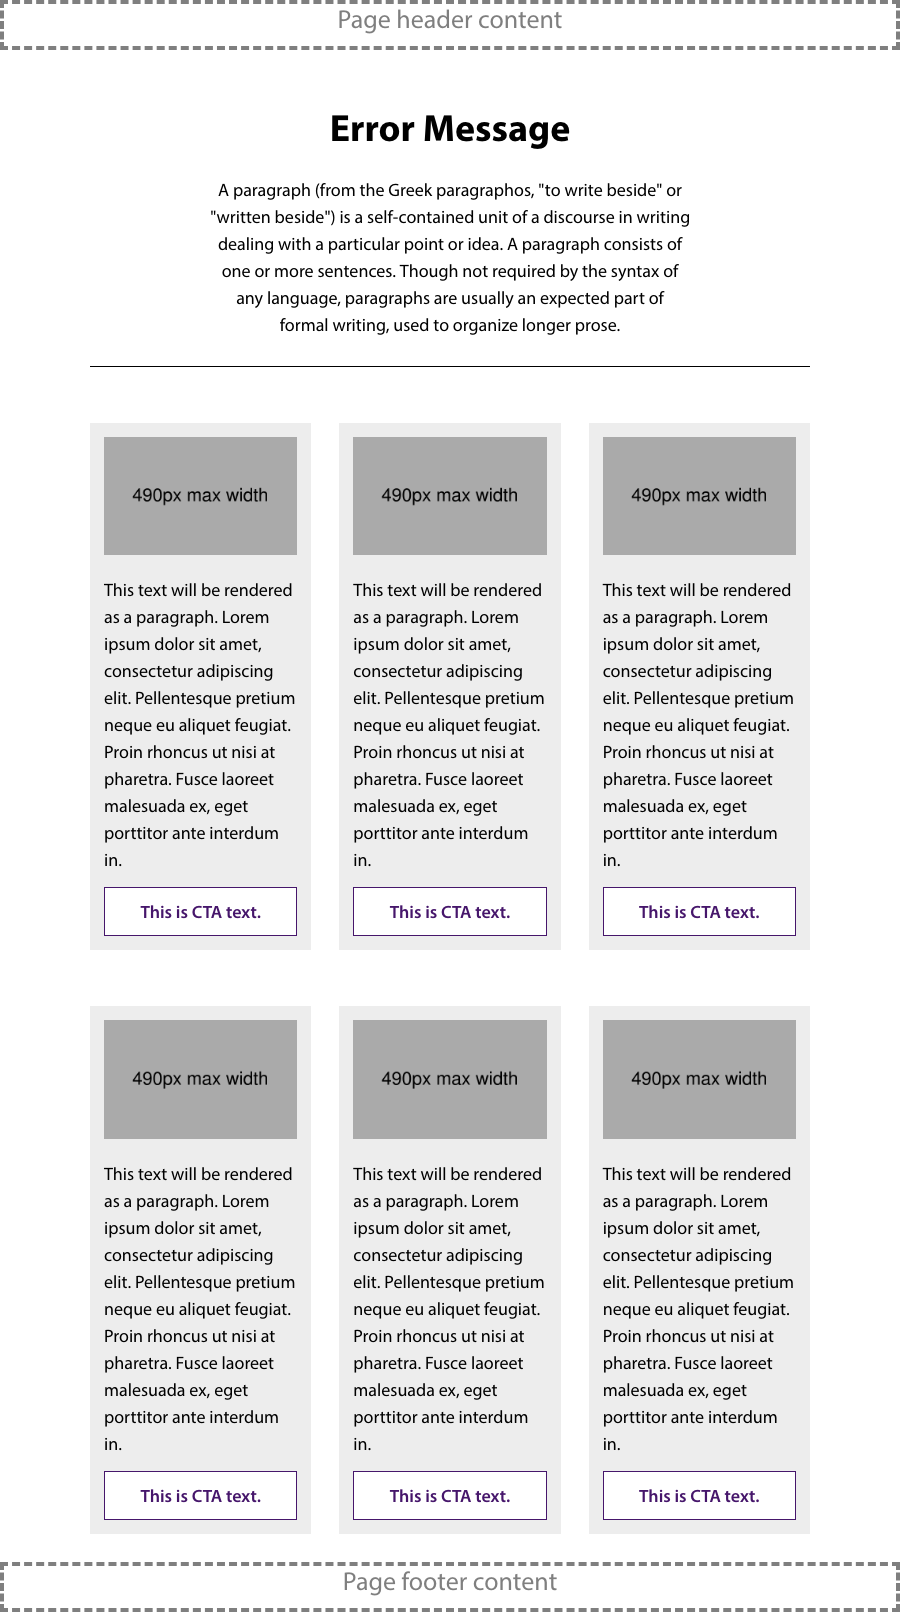 Page header content
Error Message
A paragraph (from the Greek paragraphos, "to write beside" or
"written beside") is a self-contained unit of a discourse in writing
dealing with a particular point or idea. A paragraph consists of
one or more sentences. Though not required by the syntax of
any language, paragraphs are usually an expected part of
formal writing, used to organize longer prose.
490px max width
This text will be rendered
as a paragraph. Lorem
ipsum dolor sit amet,
consectetur adipiscing
elit. Pellentesque pretium
neque eu aliquet feugiat.
Proin rhoncus ut nisi at
pharetra. Fusce laoreet
malesuada ex, eget
porttitor ante interdum
in.
This is CTA text.
490px max width
This text will be rendered
as a paragraph. Lorem
ipsum dolor sit amet,
consectetur adipiscing
elit. Pellentesque pretium
neque eu aliquet feugiat.
Proin rhoncus ut nisi at
pharetra. Fusce laoreet
malesuada ex, eget
porttitor ante interdum
in.
This is CTA text.
490px max width
This text will be rendered
as a paragraph. Lorem
ipsum dolor sit amet,
consectetur adipiscing
elit. Pellentesque pretium
neque eu aliquet feugiat.
Proin rhoncus ut nisi at
pharetra. Fusce laoreet
malesuada ex, eget
porttitor ante interdum
in.
This is CTA text.
490px max width
This text will be rendered
as a paragraph. Lorem
ipsum dolor sit amet,
consectetur adipiscing
elit. Pellentesque pretium
neque eu aliquet feugiat.
Proin rhoncus ut nisi at
pharetra. Fusce laoreet
malesuada ex, eget
porttitor ante interdum
in.
This is CTA text.
490px max width
This text will be rendered
as a paragraph. Lorem
ipsum dolor sit amet,
consectetur adipiscing
elit. Pellentesque pretium
neque eu aliquet feugiat.
Proin rhoncus ut nisi at
pharetra. Fusce laoreet
malesuada ex, eget
porttitor ante interdum
in.
This is CTA text.
490px max width
This text will be rendered
as a paragraph. Lorem
ipsum dolor sit amet,
consectetur adipiscing
elit. Pellentesque pretium
neque eu aliquet feugiat.
Proin rhoncus ut nisi at
pharetra. Fusce laoreet
malesuada ex, eget
porttitor ante interdum
in.
This is CTA text.
Page footer content